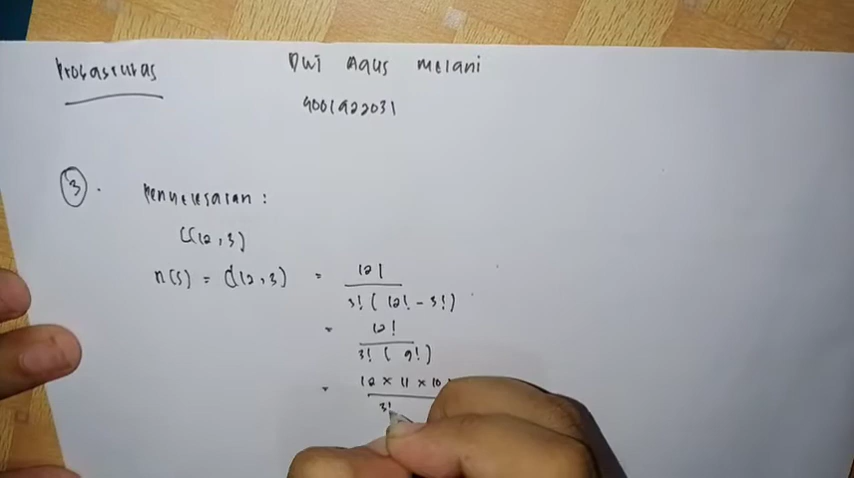 Probabilitas
Dwi Agus Melani
4001922031
3. Penyelesaian :
C(12,3)
n(s) = C(12,3) = 12! / 3! ( 12! - 3! )
= 12! / 3! ( 9! )
= 12 × 11 × 10 / 3!